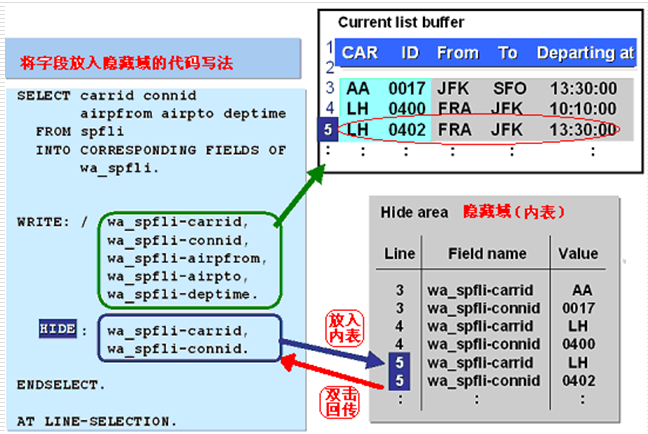 将字段放入隐藏域的代码写法
SELECT carrid connid
airpfrom airpto deptime
FROM spfli
INTO CORRESPONDING FIELDS OF
wa_spfli.
WRITE: / wa_spfli-carrid,
wa_spfli-connid,
wa_spfli-airpfrom,
wa_spfli-airpto,
wa_spfli-deptime.
HIDE : wa_spfli-carrid,
wa_spfli-connid.
ENDSELECT.
AT LINE-SELECTION.
Current list buffer
1 CAR ID From To Departing at
2
3 AA 0017 JFK SFO 13:30:00
4 LH 0400 FRA JFK 10:10:00
5 LH 0402 FRA JFK 13:30:00
: : : : : :
放入
内表
双击
回传
Hide area 隐藏域(内表)
Line Field name Value
3 wa_spfli-carrid AA
3 wa_spfli-connid 0017
4 wa_spfli-carrid LH
4 wa_spfli-connid 0400
5 wa_spfli-carrid LH
5 wa_spfli-connid 0402
: : :